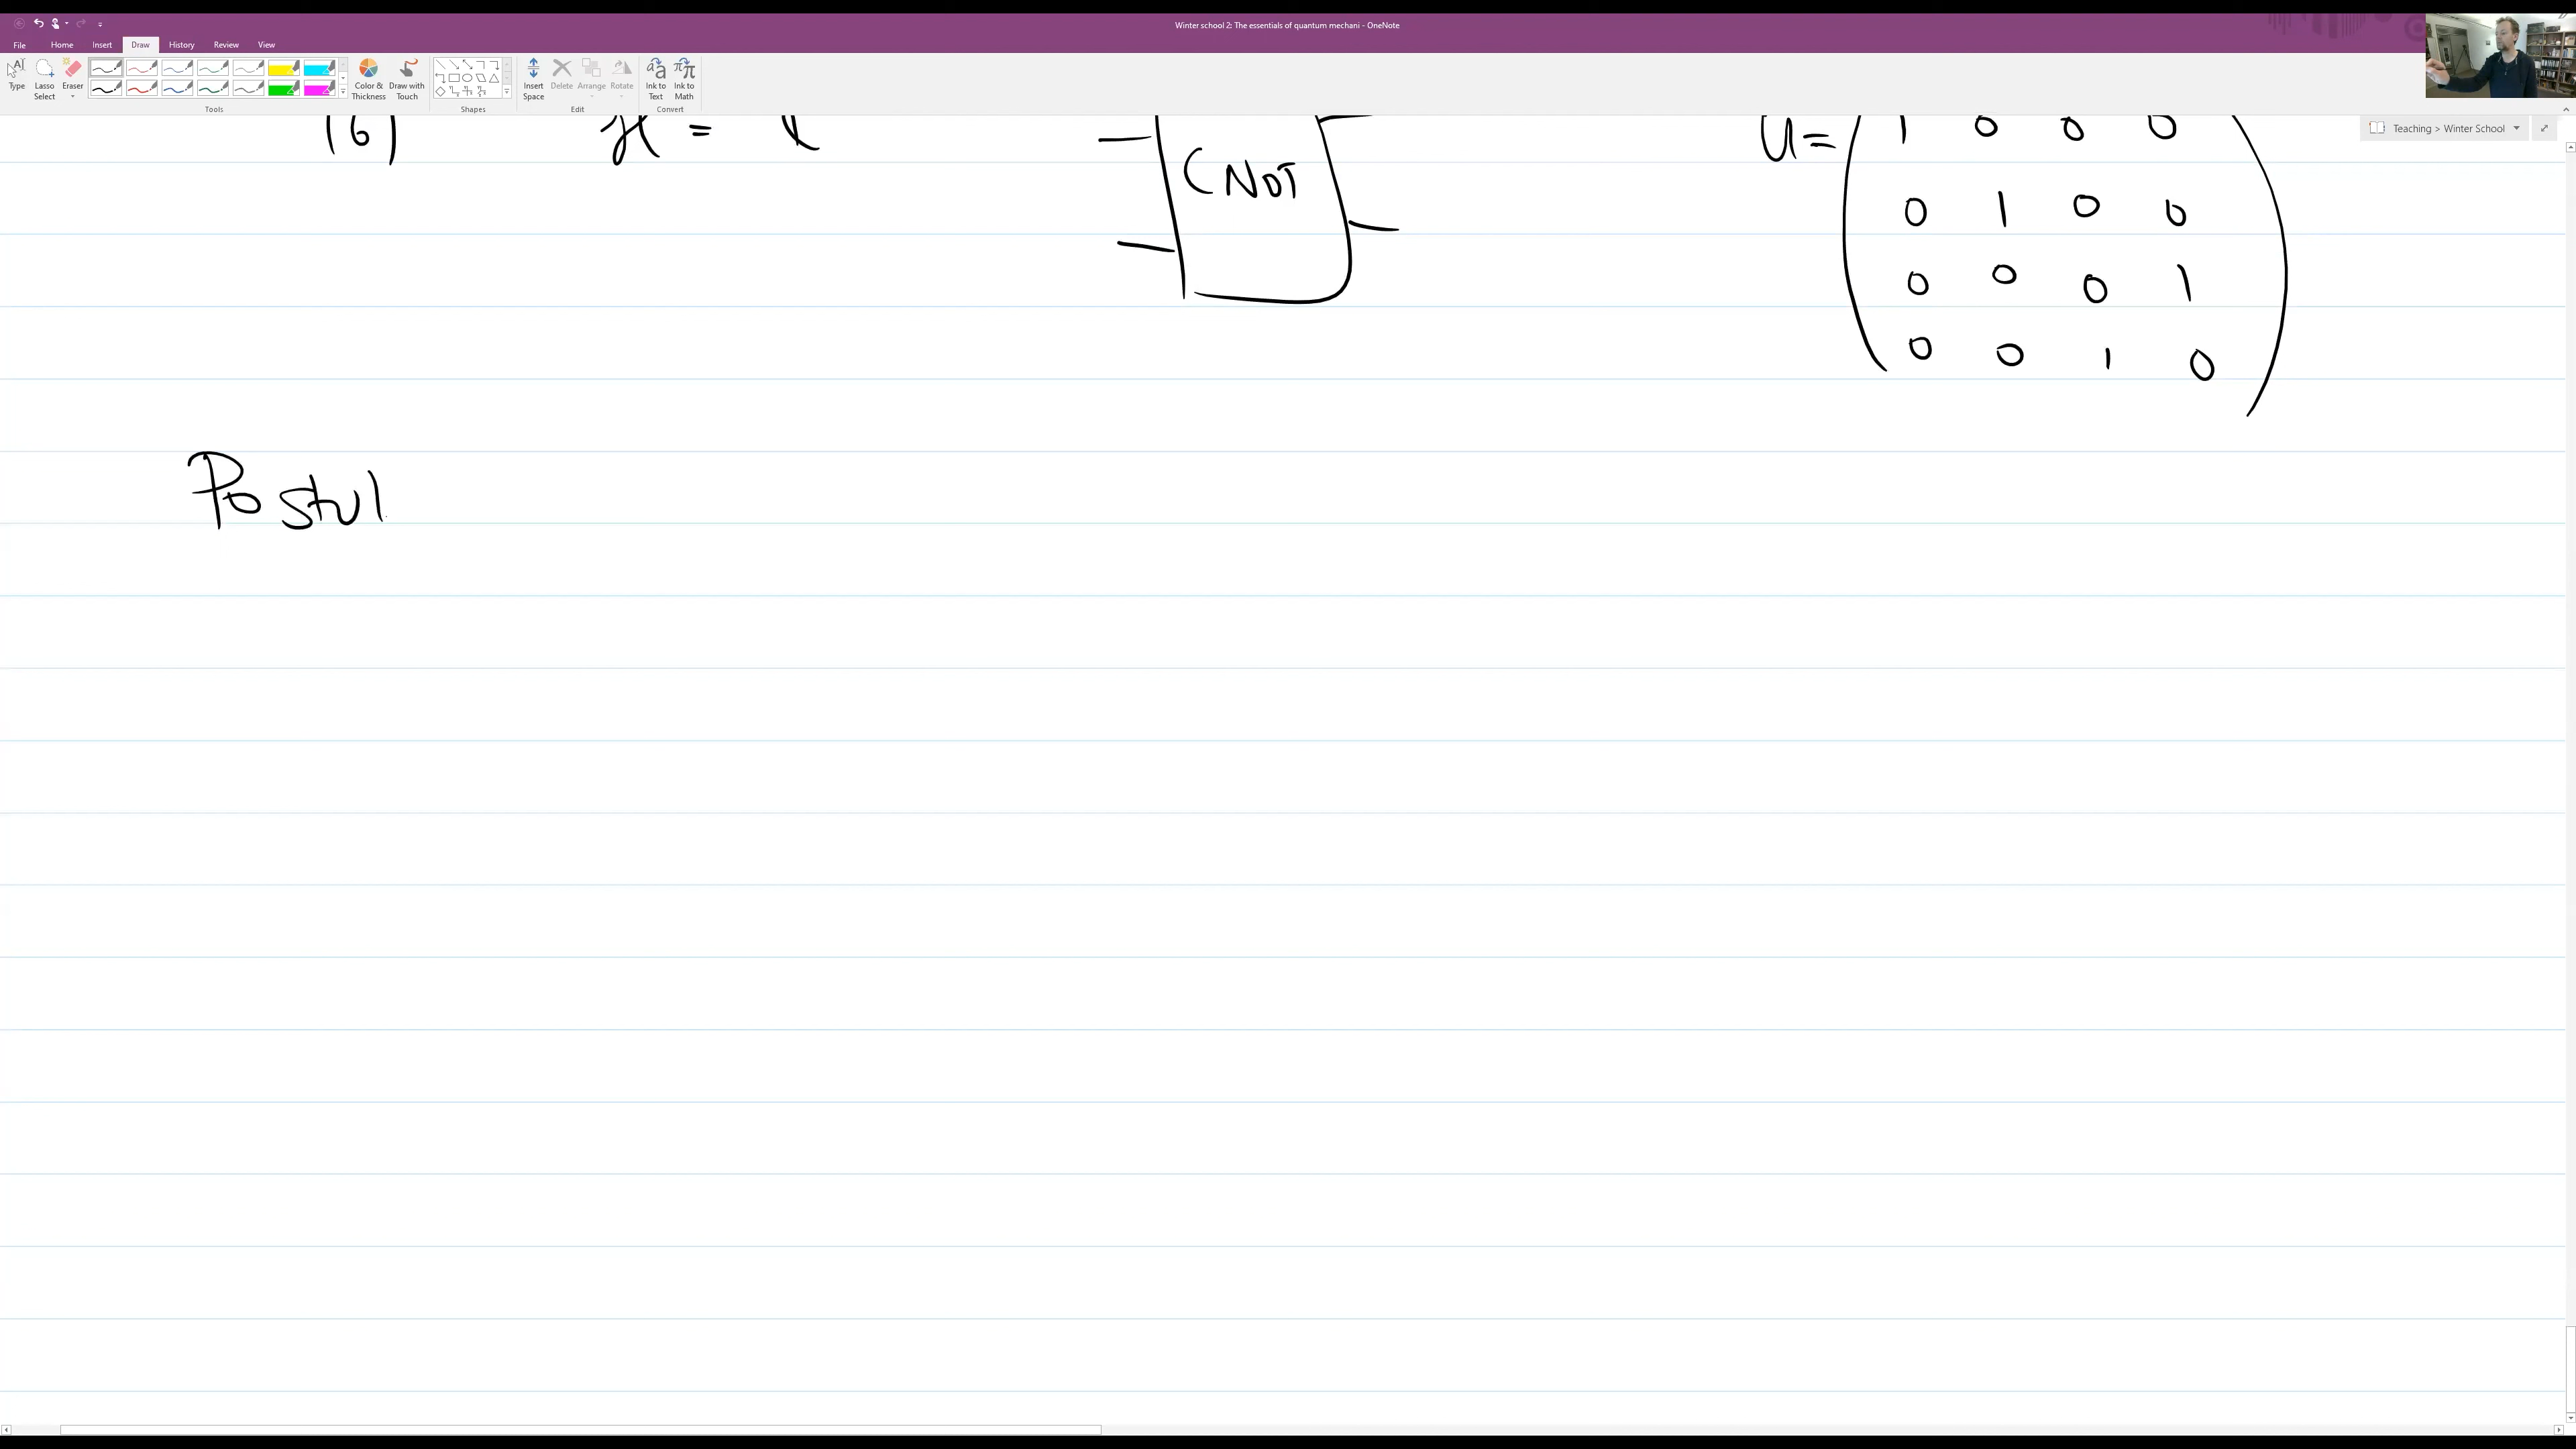 Winter school 2: The essentials of quantum mechani - OneNote
File Home Insert Draw History Review View
Type
Lasso Select
Eraser
Color & Thickness
Draw with Touch
Insert Space
Delete
Arrange
Rotate
Ink to Text
Ink to Math
Tools Shapes Edit Convert
Teaching > Winter School
(6) H =
CNOT
U= 1 0 0 0
0 1 0 0
0 0 0 1
0 0 1 0
Postul